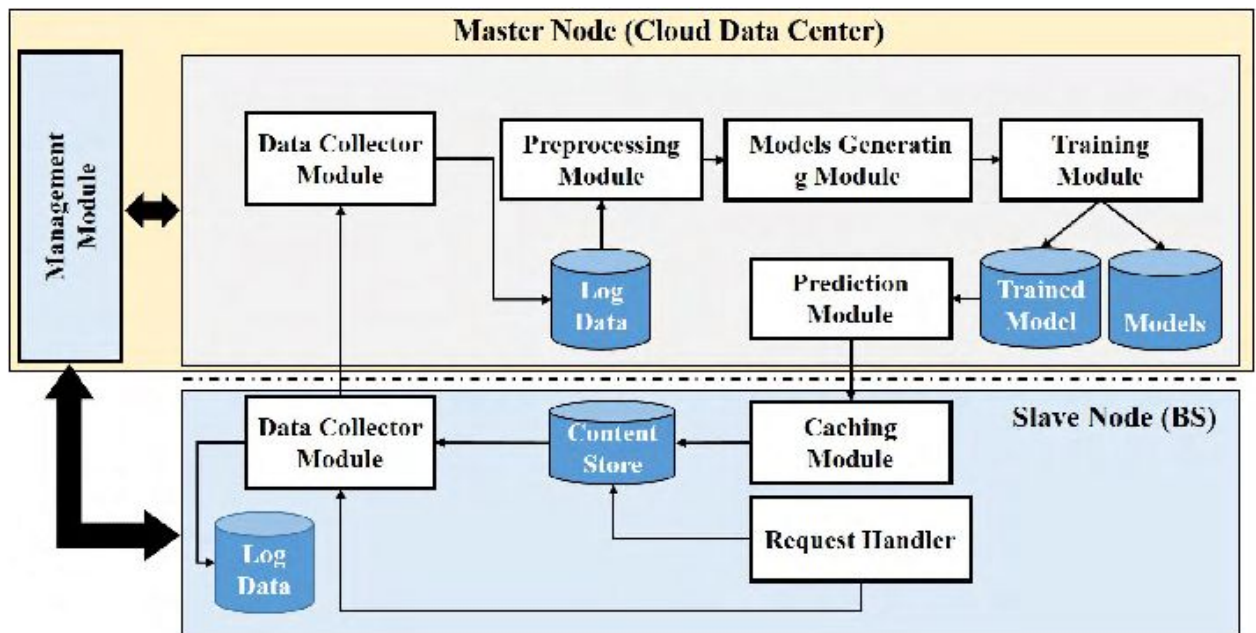 Master Node (Cloud Data Center)
Management
Module
Data Collector
Module
Preprocessing
Module
Models Generatin
g Module
Training
Module
Log
Data
Prediction
Module
Trained
Model
Models
Slave Node (BS)
Data Collector
Module
Content
Store
Caching
Module
Log
Data
Request Handler